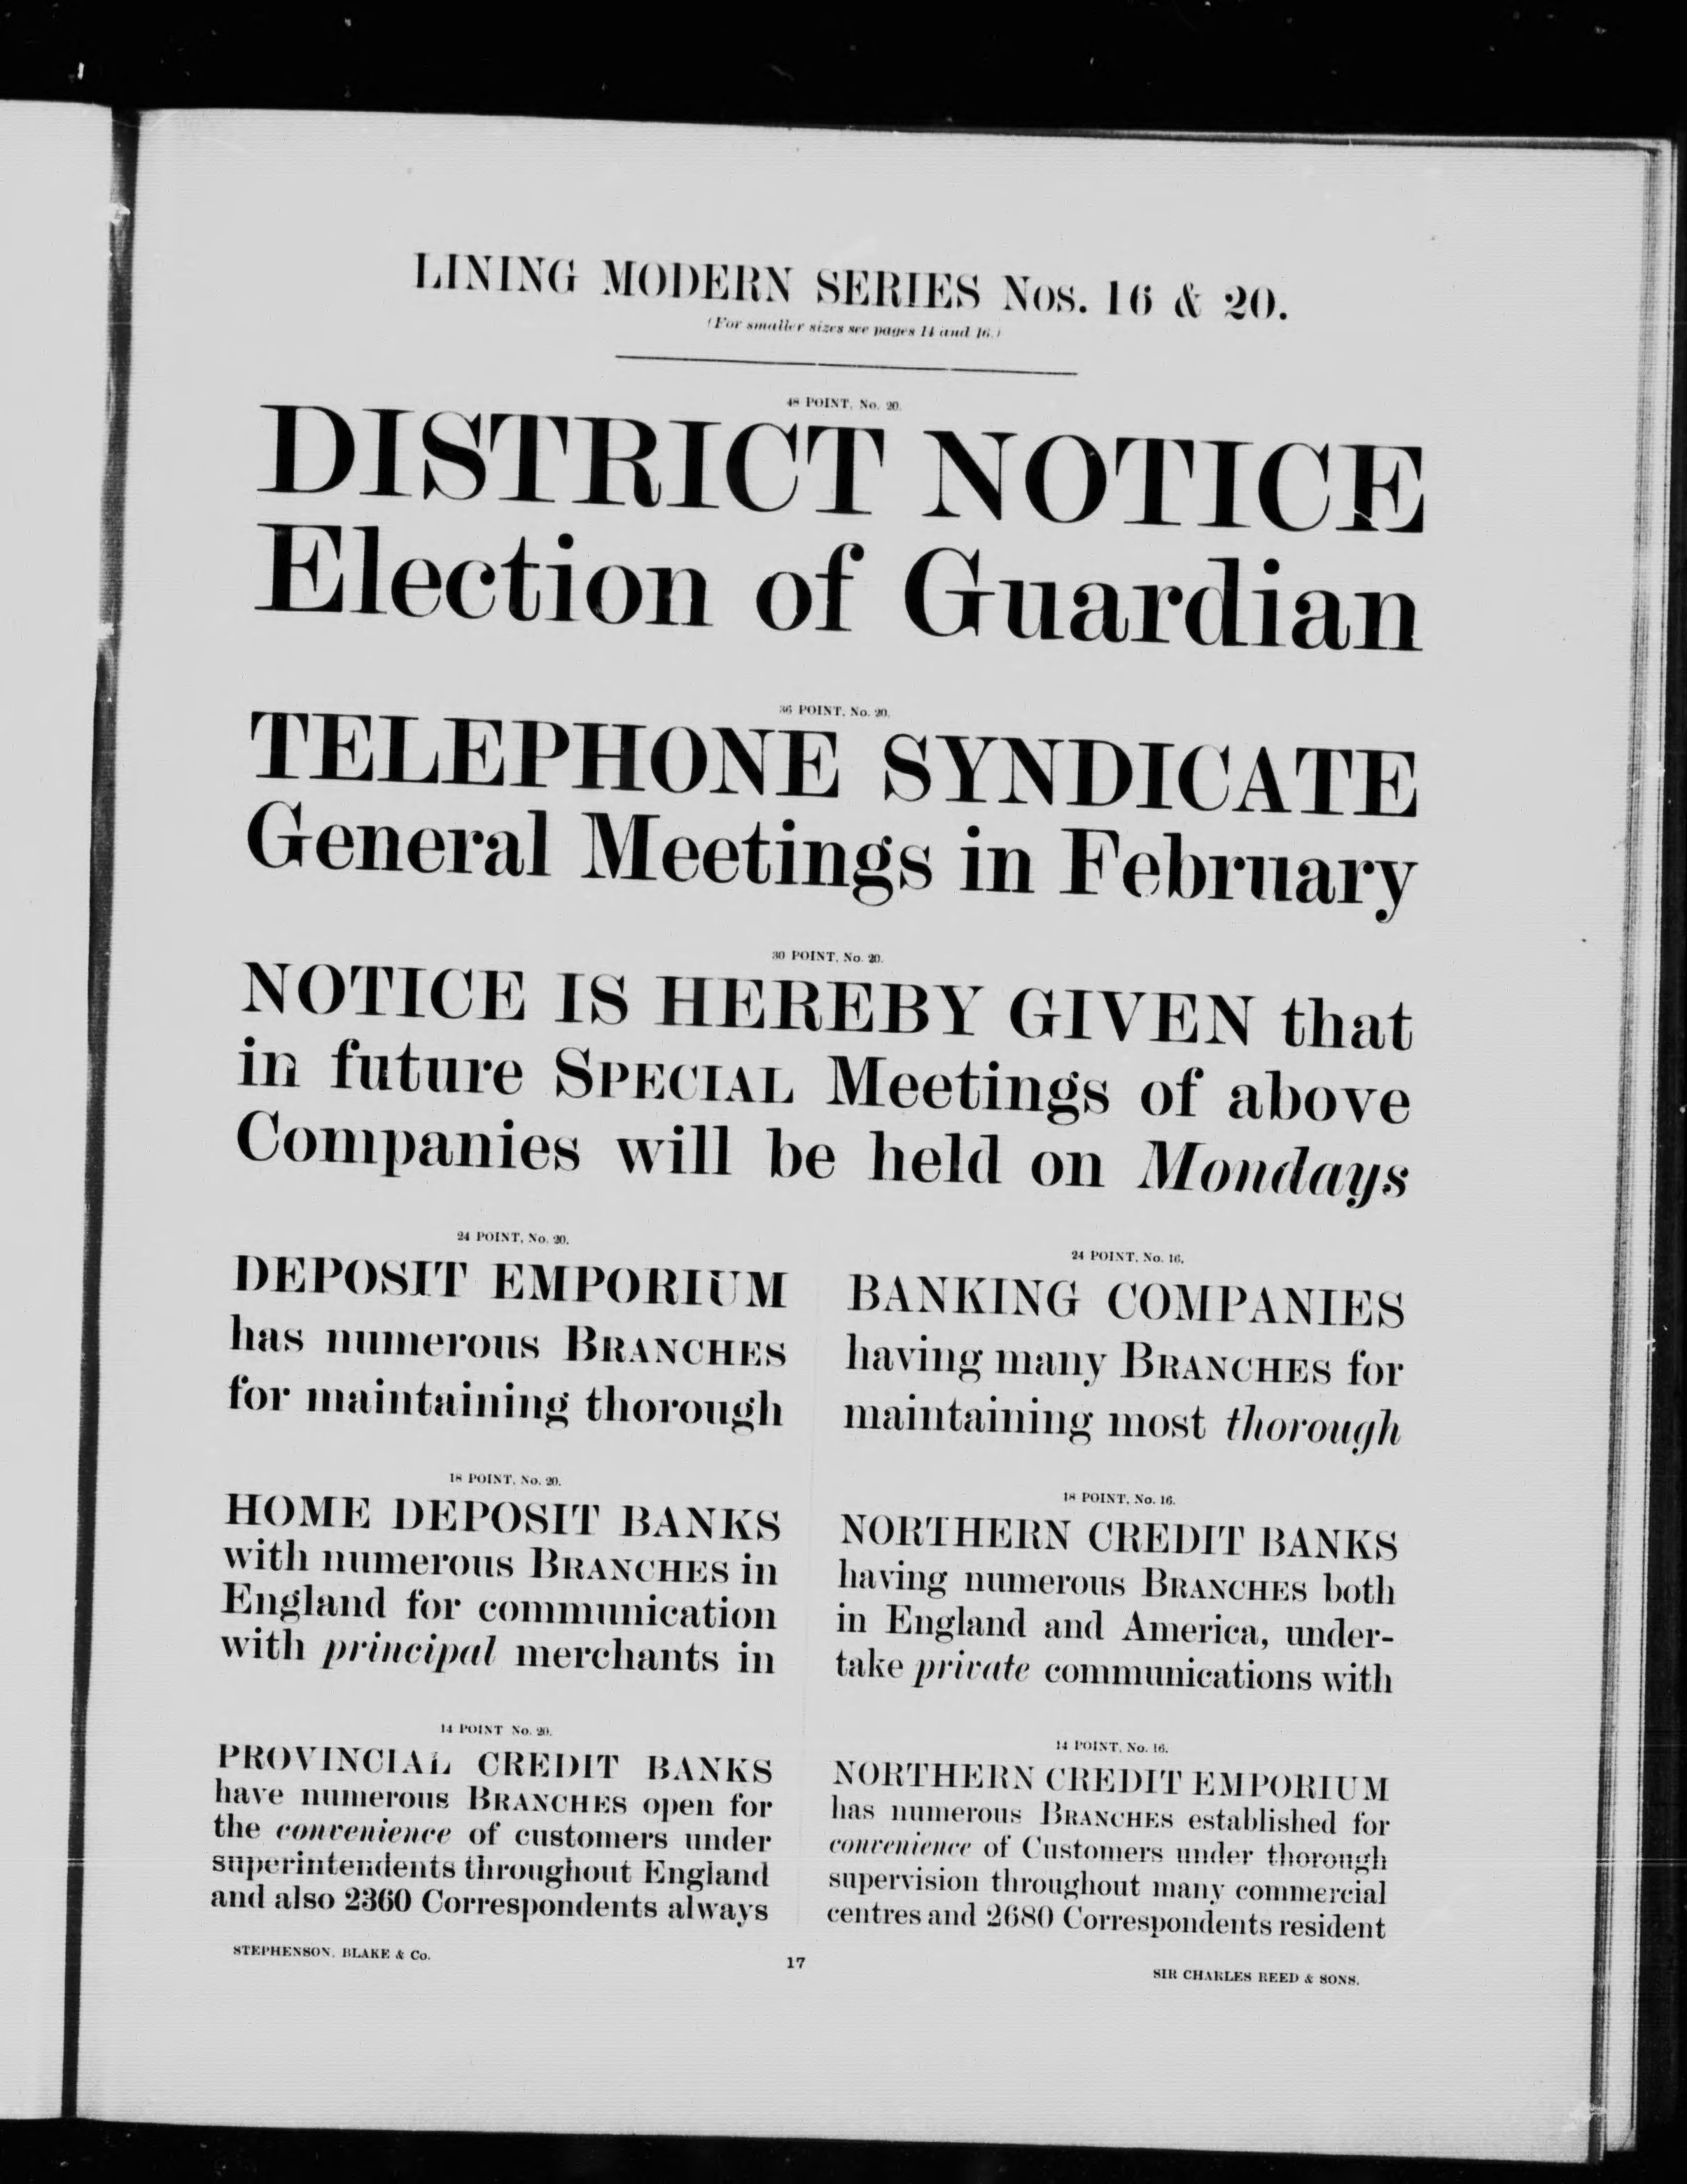 LINING MODERN SERIES Nos. 16 & 20.
(For smaller sizes see pages 14 and 16.)
48 POINT, No. 20.
DISTRICT NOTICE
Election of Guardian
36 POINT, No. 20.
TELEPHONE SYNDICATE
General Meetings in February
30 POINT, No. 20.
NOTICE IS HEREBY GIVEN that
in future SPECIAL Meetings of above
Companies will be held on Mondays
24 POINT, No. 20.
DEPOSIT EMPORIUM
has numerous BRANCHES
for maintaining thorough
24 POINT, No. 16.
BANKING COMPANIES
having many BRANCHES for
maintaining most thorough
18 POINT, No. 20.
HOME DEPOSIT BANKS
with numerous BRANCHES in
England for communication
with principal merchants in
18 POINT, No. 16.
NORTHERN CREDIT BANKS
having numerous BRANCHES both
in England and America, under-
take private communications with
14 POINT No. 20.
PROVINCIAL CREDIT BANKS
have numerous BRANCHES open for
the convenience of customers under
superintendents throughout England
and also 2360 Correspondents always
14 POINT, No. 16.
NORTHERN CREDIT EMPORIUM
has numerous BRANCHES established for
convenience of Customers under thorough
supervision throughout many commercial
centres and 2680 Correspondents resident
STEPHENSON, BLAKE & Co.
17
SIR CHARLES REED & SONS.